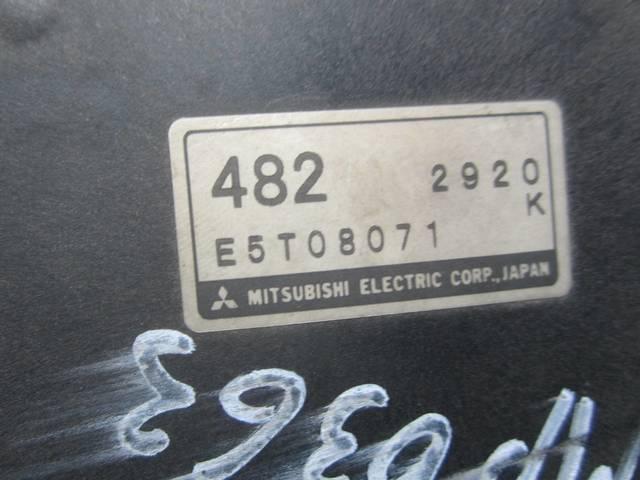 482 2920
K
E5T08071
MITSUBISHI ELECTRIC CORP., JAPAN